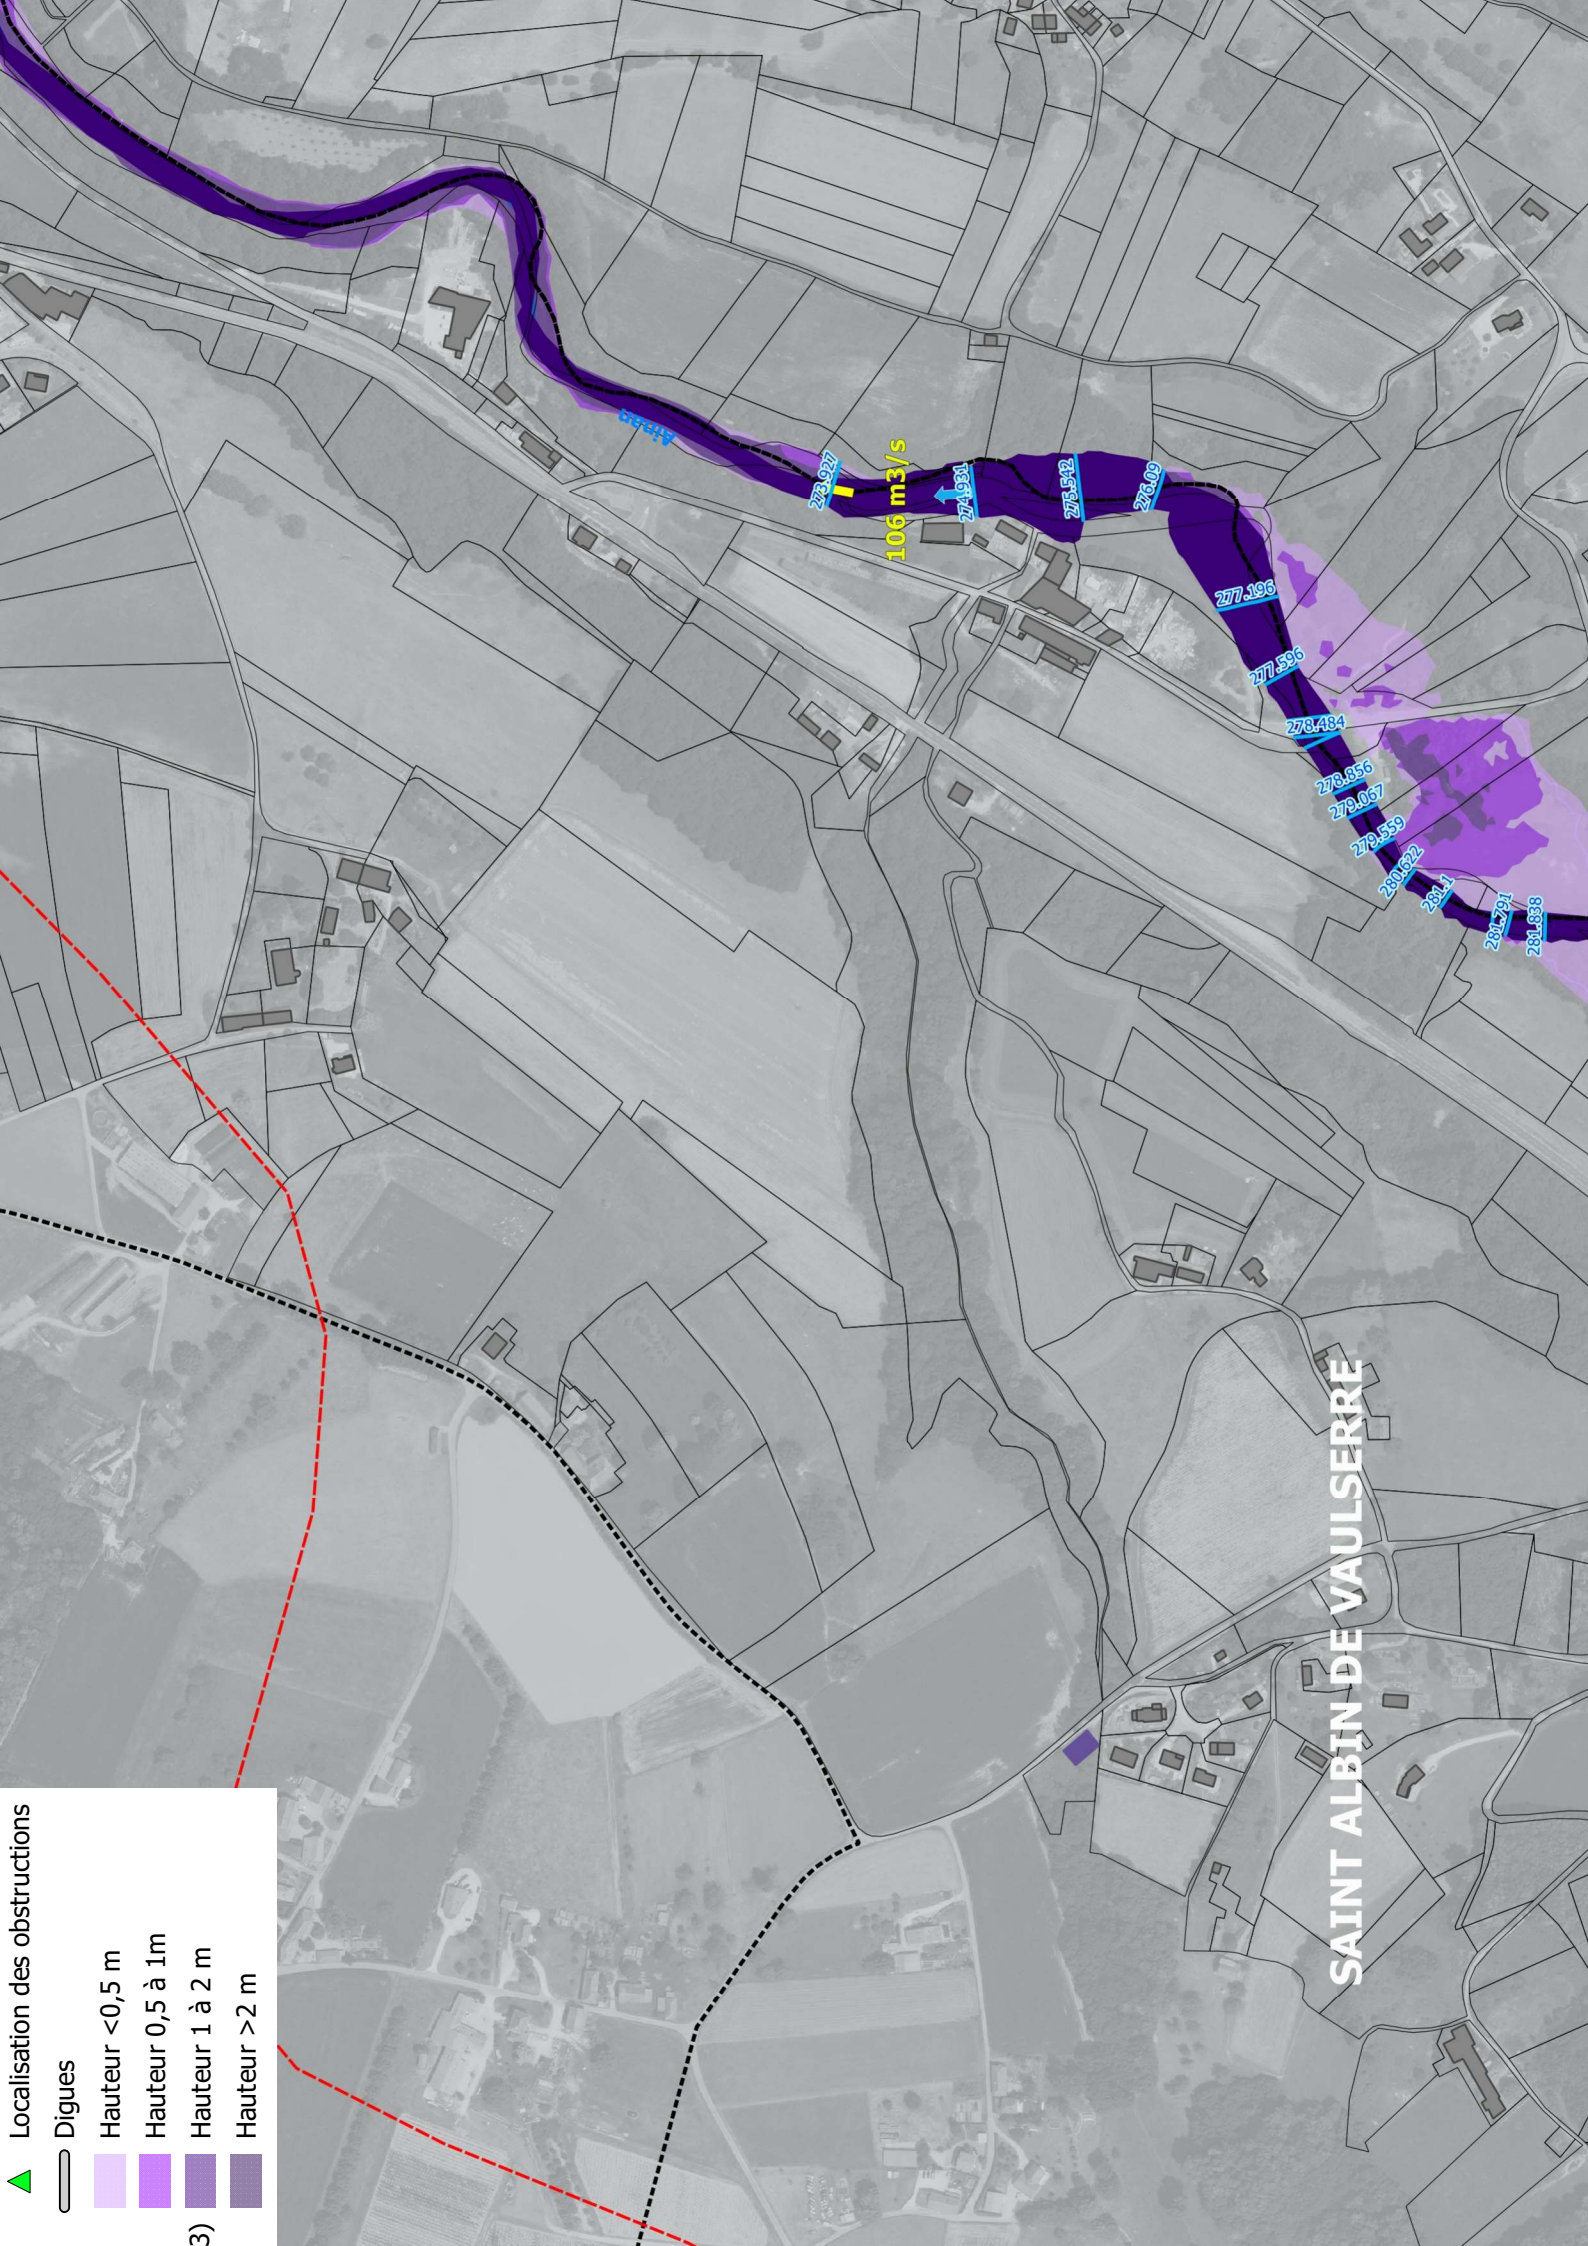 Localisation des obstructions
Digues
Hauteur <0,5 m
Hauteur 0,5 à 1m
Hauteur 1 à 2 m
Hauteur >2 m
3)
SAINT ALBIN DE VAULSERRE
Ainan
106 m3/s
273.927
274.931
275.542
276.09
277.196
277.596
278.484
278.856
279.067
279.559
280.622
281.1
281.791
281.838